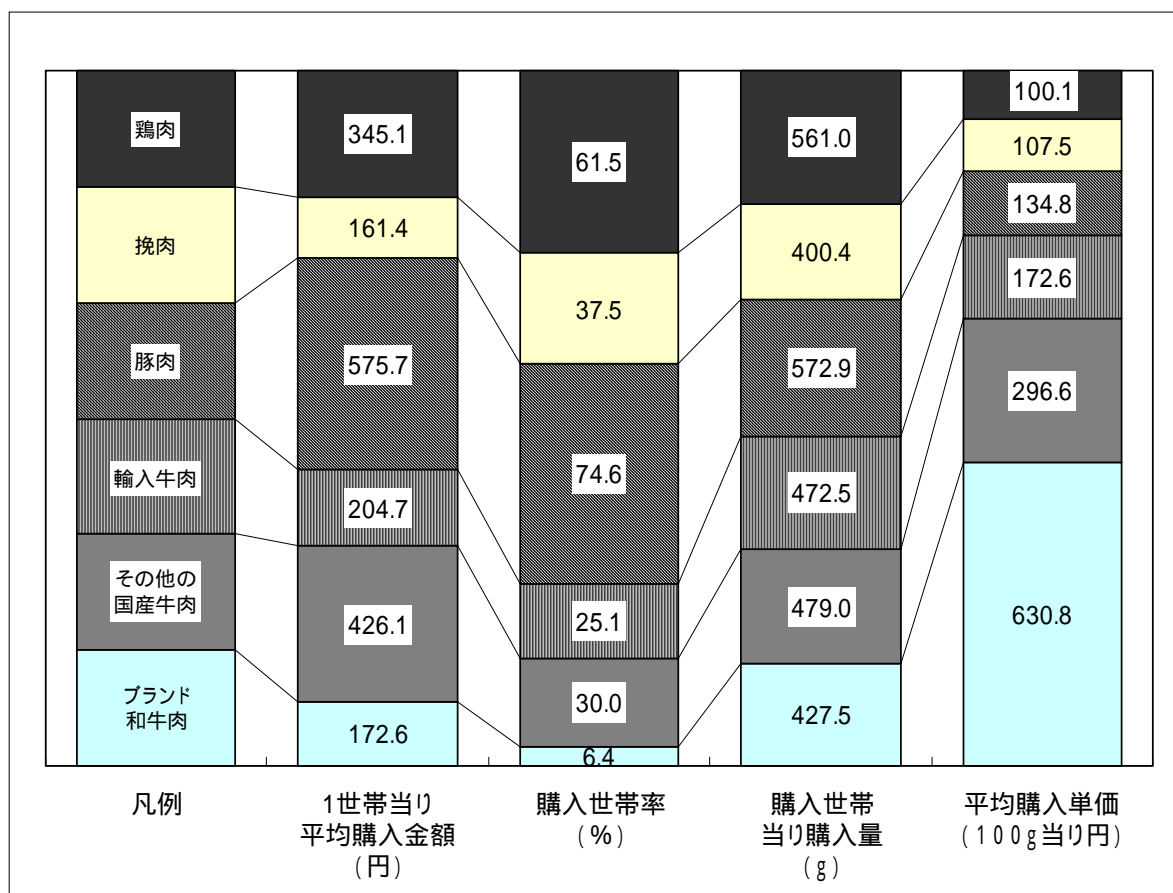 鶏肉
挽肉
豚肉
輸入牛肉
その他の
国産牛肉
ブランド
和牛肉
345.1
161.4
575.7
204.7
426.1
172.6
61.5
37.5
74.6
25.1
30.0
6.4
561.0
400.4
572.9
472.5
479.0
427.5
100.1
107.5
134.8
172.6
296.6
630.8
凡例
1世帯当り
平均購入金額
(円)
購入世帯率
(%)
購入世帯
当り購入量
(g)
平均購入単価
(100g当り円)